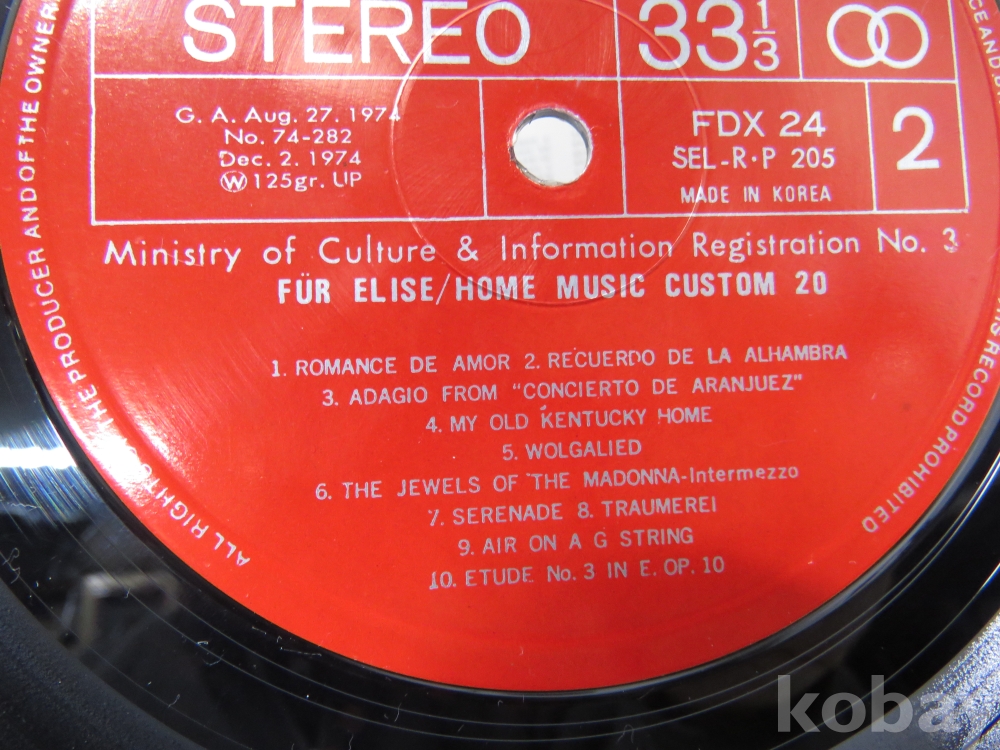 STEREO
33 1/3
G. A. Aug. 27. 1974
No. 74-282
Dec. 2. 1974
Ⓦ125gr. UP
FDX 24
SEL-R·P 205
MADE IN KOREA
2
Ministry of Culture & Information Registration No. 3
FÜR ELISE/HOME MUSIC CUSTOM 20
1. ROMANCE DE AMOR 2. RECUERDO DE LA ALHAMBRA
3. ADAGIO FROM "CONCIERTO DE ARANJUEZ"
4. MY OLD KENTUCKY HOME
5. WOLGALIED
6. THE JEWELS OF THE MADONNA-Intermezzo
7. SERENADE 8. TRAUMEREI
9. AIR ON A G STRING
10. ETUDE No. 3 IN E. OP. 10
ALL RIGHT THE PRODUCER AND OF THE OWNER
RECORD PROHIBITED
koba